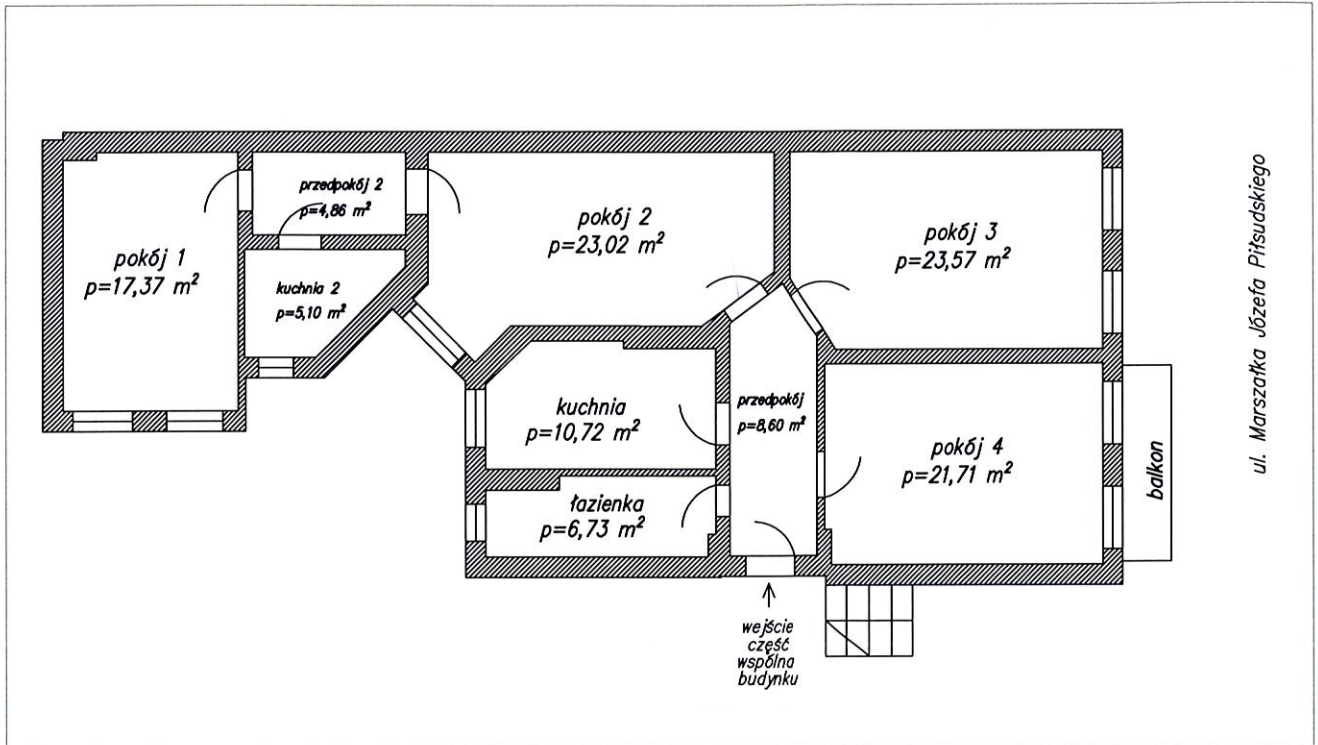 przedpokój 2
p=4,86 m²
pokój 1
p=17,37 m²
kuchnia 2
p=5,10 m²
pokój 2
p=23,02 m²
pokój 3
p=23,57 m²
kuchnia
p=10,72 m²
przedpokój
p=8,60 m²
pokój 4
p=21,71 m²
łazienka
p=6,73 m²
balkon
ul. Marszałka Józefa Piłsudskiego
wejście
część
wspólna
budynku